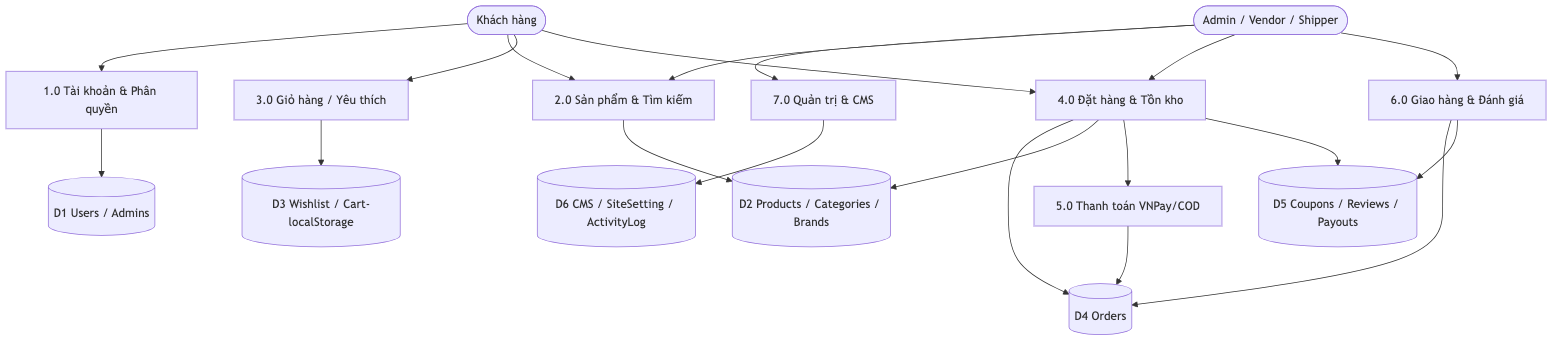 Khách hàng
Admin / Vendor / Shipper
1.0 Tài khoản & Phân
quyền
3.0 Giỏ hàng / Yêu thích
2.0 Sản phẩm & Tìm kiếm
7.0 Quản trị & CMS
4.0 Đặt hàng & Tồn kho
6.0 Giao hàng & Đánh giá
D1 Users / Admins
D3 Wishlist / Cart-
localStorage
D6 CMS / SiteSetting /
ActivityLog
D2 Products / Categories /
Brands
5.0 Thanh toán VNPay/COD
D5 Coupons / Reviews /
Payouts
D4 Orders